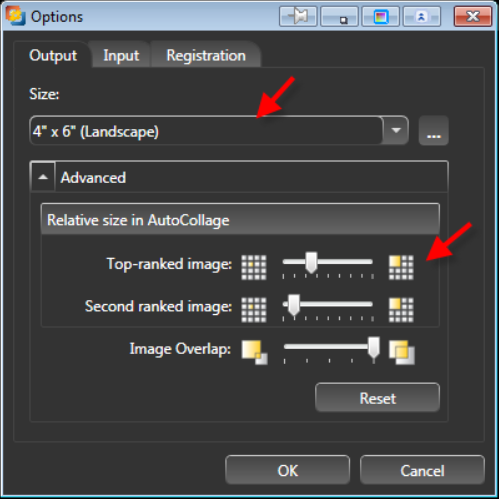 Options
Output Input Registration
Size:
4" x 6" (Landscape)
...
Advanced
Relative size in AutoCollage
Top-ranked image:
Second ranked image:
Image Overlap:
Reset
OK Cancel